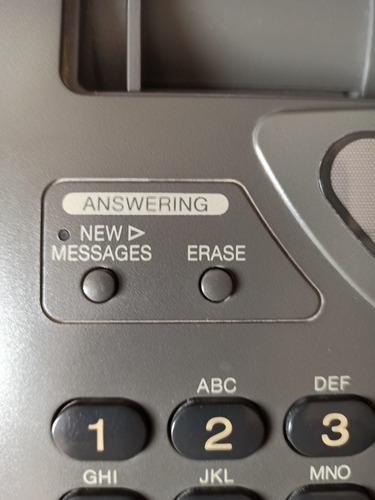 ANSWERING
NEW ▷
MESSAGES
ERASE
ABC
DEF
1
2
3
GHI
JKL
MNO